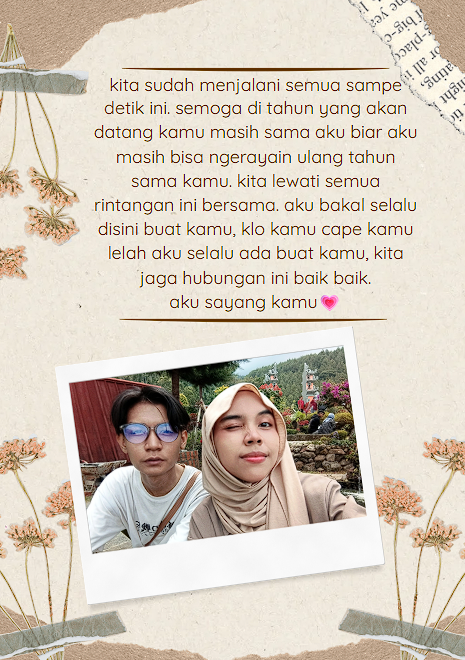 kita sudah menjalani semua sampe
detik ini. semoga di tahun yang akan
datang kamu masih sama aku biar aku
masih bisa ngerayain ulang tahun
sama kamu. kita lewati semua
rintangan ini bersama. aku bakal selalu
disini buat kamu, klo kamu cape kamu
lelah aku selalu ada buat kamu, kita
jaga hubungan ini baik baik.
aku sayang kamu💗